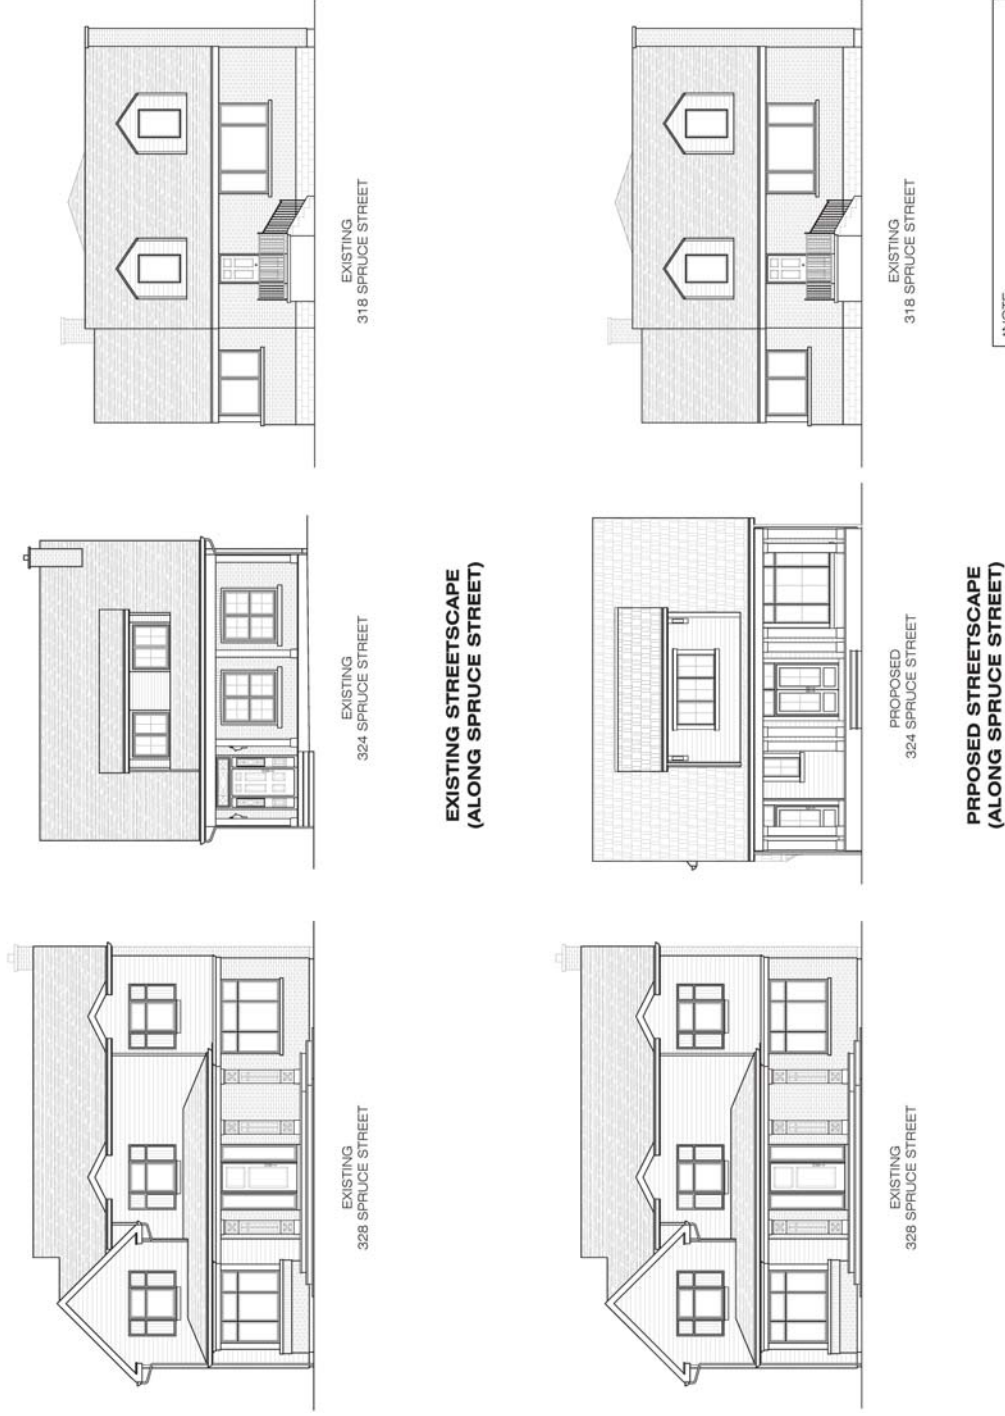 EXISTING
328 SPRUCE STREET
EXISTING
324 SPRUCE STREET
EXISTING
318 SPRUCE STREET
EXISTING STREETSCAPE
(ALONG SPRUCE STREET)
EXISTING
328 SPRUCE STREET
PROPOSED
324 SPRUCE STREET
EXISTING
318 SPRUCE STREET
PRPOSED STREETSCAPE
(ALONG SPRUCE STREET)